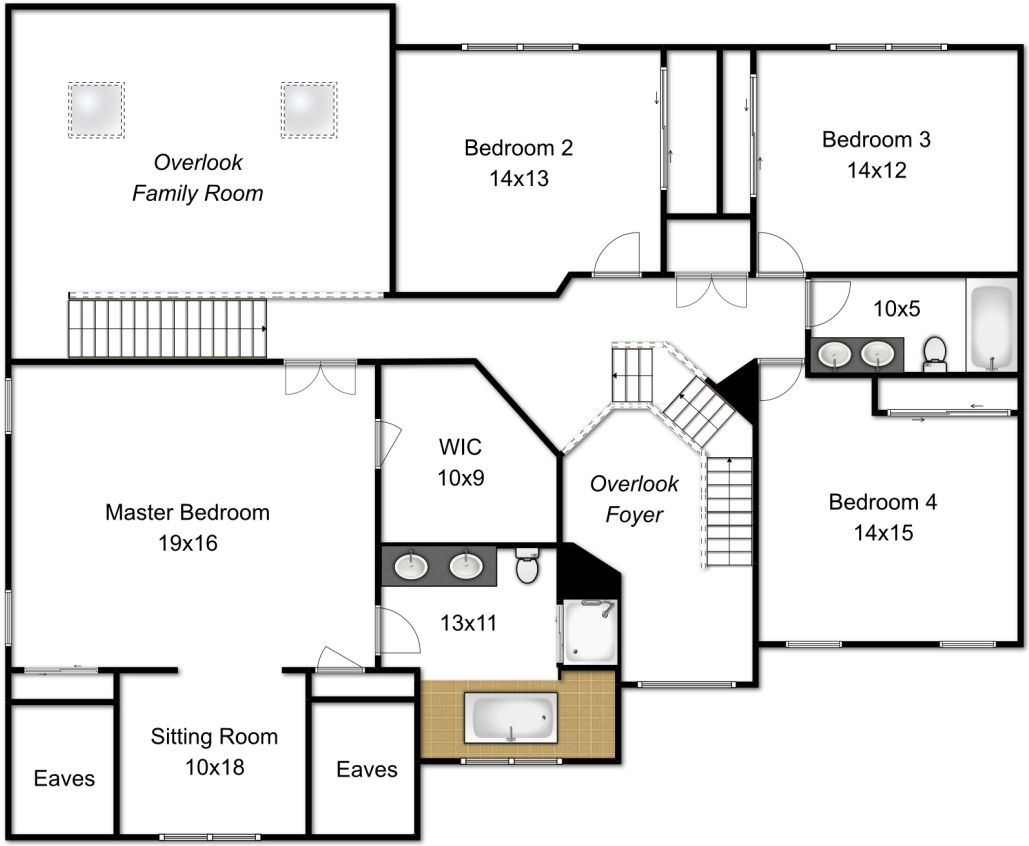 Overlook
Family Room
Bedroom 2
14x13
Bedroom 3
14x12
10x5
WIC
10x9
Master Bedroom
19x16
Overlook
Foyer
Bedroom 4
14x15
13x11
Sitting Room
10x18
Eaves
Eaves